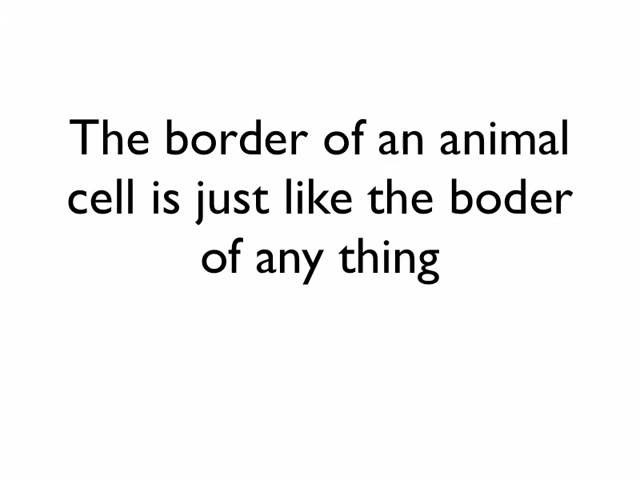 The border of an animal
cell is just like the boder
of any thing